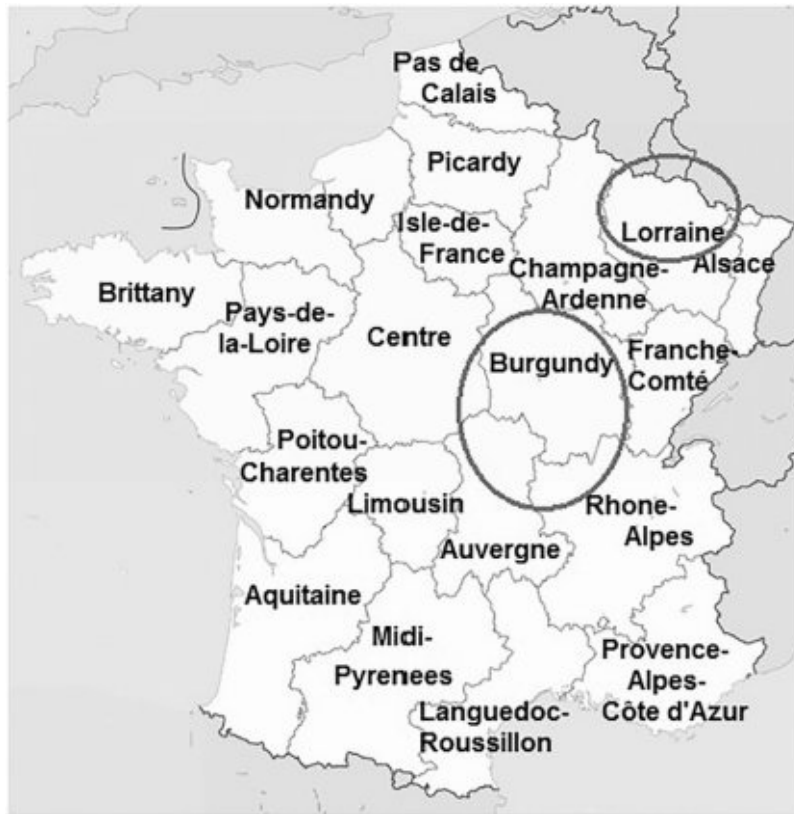 Pas de
Calais
Picardy
Normandy
Isle-de-
France
Lorraine
Alsace
Champagne-
Ardenne
Brittany
Pays-de-
la-Loire
Centre
Burgundy
Franche-
Comté
Poitou-
Charentes
Limousin
Rhone-
Alpes
Auvergne
Aquitaine
Midi-
Pyrenees
Provence-
Alpes-
Côte d'Azur
Languedoc-
Roussillon